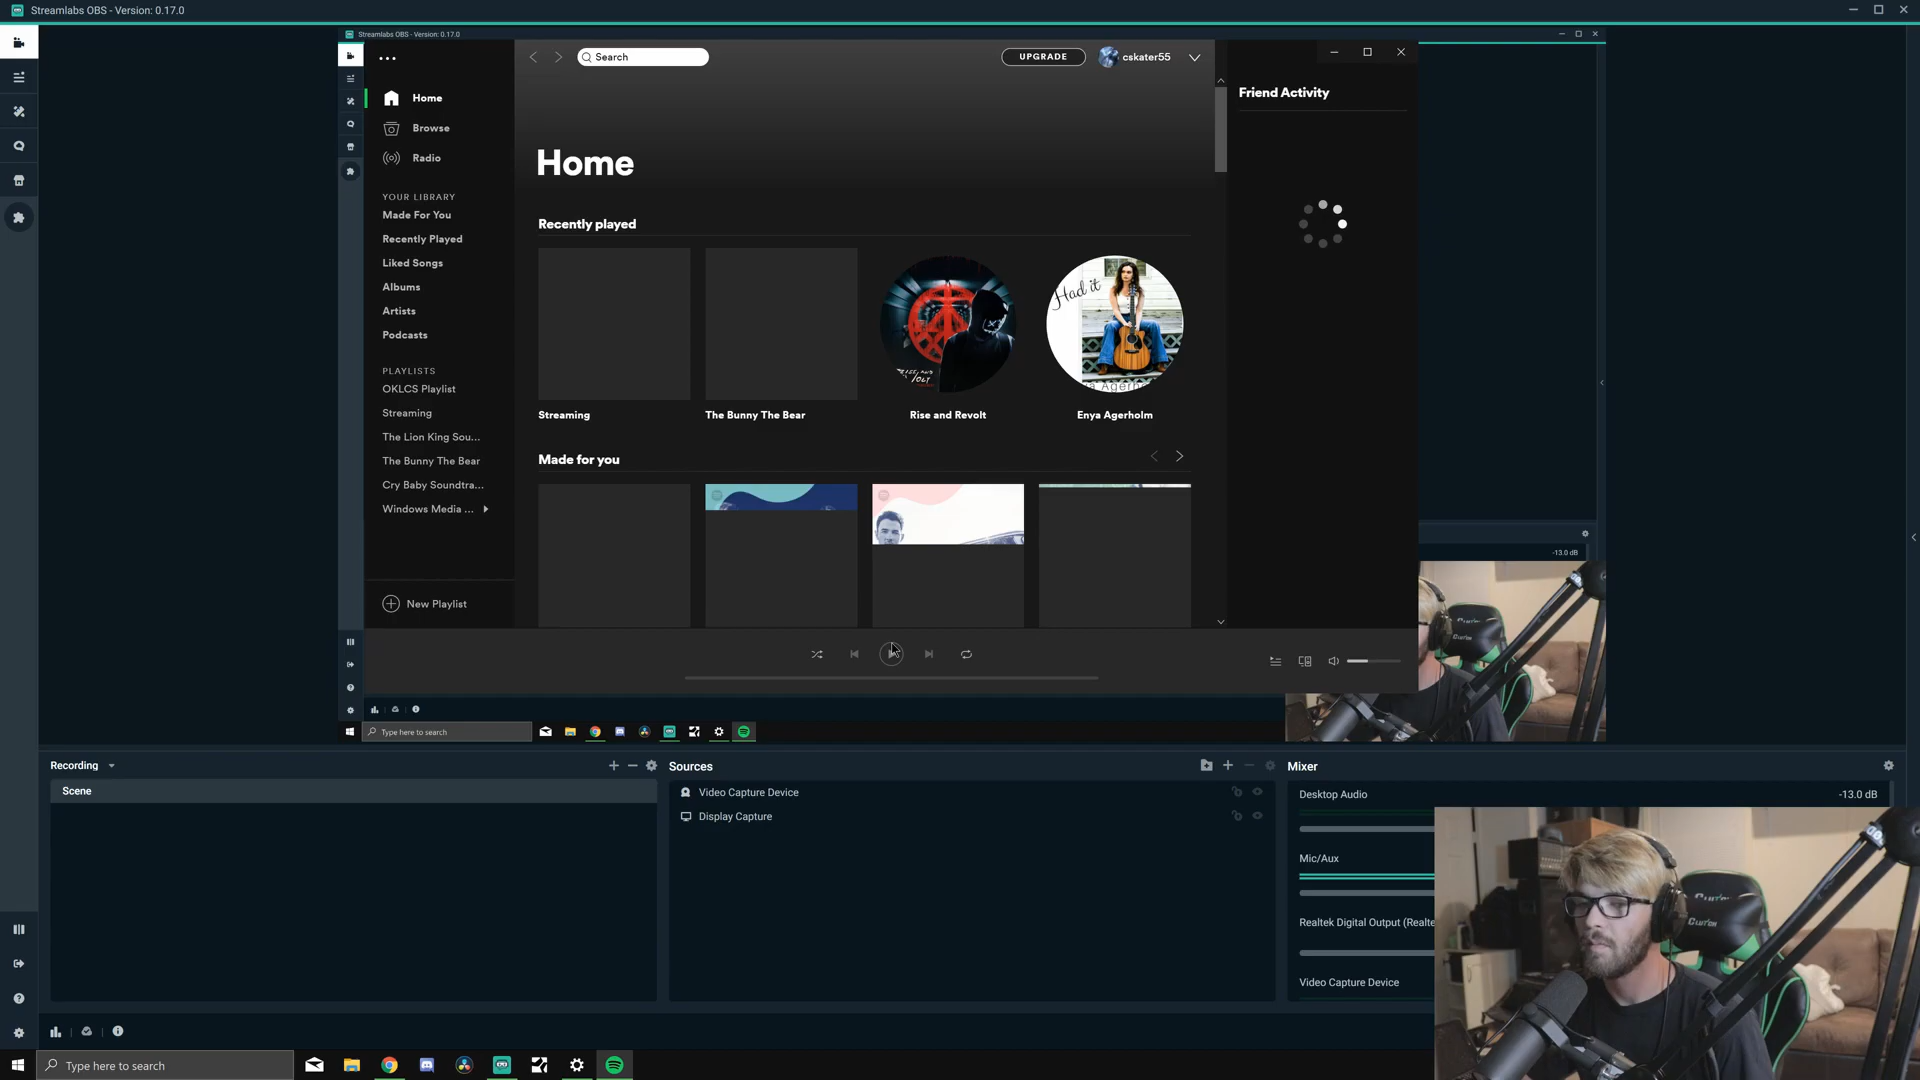 Streamlabs OBS - Version: 0.17.0
Streamlabs OBS - Version: 0.17.0
Search
UPGRADE
cskater55
Home
Browse
Radio
YOUR LIBRARY
Made For You
Recently Played
Liked Songs
Albums
Artists
Podcasts
PLAYLISTS
OKLCS Playlist
Streaming
The Lion King Sou...
The Bunny The Bear
Cry Baby Soundtra...
Windows Media ...
New Playlist
Home
Recently played
Had it
Streaming
The Bunny The Bear
Rise and Revolt
Enya Agerholm
Made for you
Friend Activity
-13.0 dB
Type here to search
Recording
Scene
Sources
Video Capture Device
Display Capture
Mixer
Desktop Audio
-13.0 dB
Mic/Aux
Realtek Digital Output (Realte
Video Capture Device
CLUTCH
CLUTCH
Type here to search